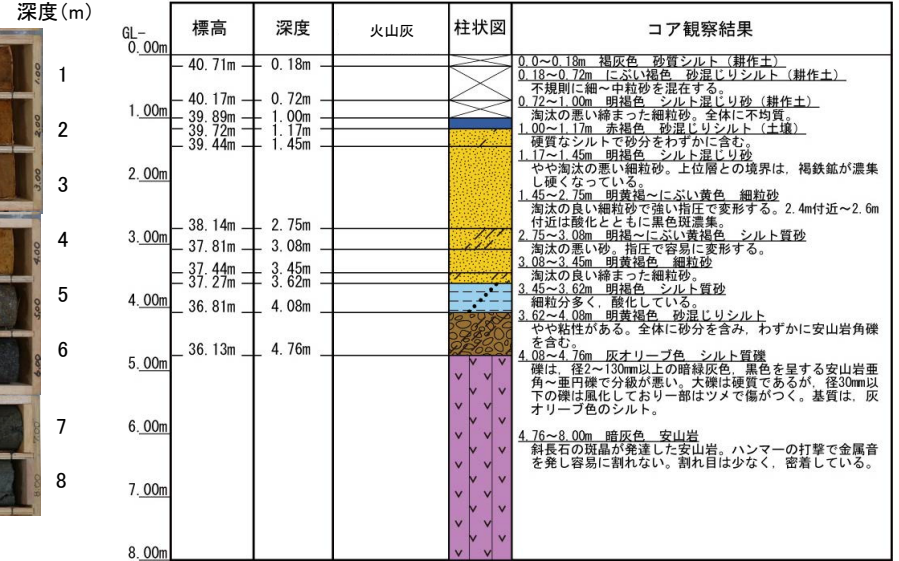 深度(m)
1
2
3
4
5
6
7
8
GL-
0.00m
1.00m
2.00m
3.00m
4.00m
5.00m
6.00m
7.00m
8.00m
標高 深度 火山灰 柱状図 コア観察結果
40.71m 0.18m
40.17m 0.72m
39.89m 1.00m
39.72m 1.17m
39.44m 1.45m
38.14m 2.75m
37.81m 3.08m
37.44m 3.45m
37.27m 3.62m
36.81m 4.08m
36.13m 4.76m
0.0～0.18m 褐灰色 砂質シルト（耕作土）
0.18～0.72m にぶい褐色 砂混じりシルト（耕作土）
不規則に細～中粒砂を混在する。
0.72～1.00m 明褐色 シルト混じり砂（耕作土）
淘汰の悪い締まった細粒砂。全体に不均質。
1.00～1.17m 赤褐色 砂混じりシルト（土壌）
硬質なシルトで砂分をわずかに含む。
1.17～1.45m 明褐色 シルト混じり砂
やや淘汰の悪い細粒砂。上位層との境界は，褐鉄鉱が濃集
し硬くなっている。
1.45～2.75m 明黄褐～にぶい黄色 細粒砂
淘汰の良い細粒砂で強い指圧で変形する。2.4m付近～2.6m
付近は酸化とともに黒色斑濃集。
2.75～3.08m 明褐～にぶい黄褐色 シルト質砂
淘汰の悪い砂。指圧で容易に変形する。
3.08～3.45m 明黄褐色 細粒砂
淘汰の良い締まった細粒砂。
3.45～3.62m 明褐色 シルト質砂
細粒分多く，酸化している。
3.62～4.08m 明黄褐色 砂混じりシルト
やや粘性がある。全体に砂分を含み，わずかに安山岩角礫
を含む。
4.08～4.76m 灰オリーブ色 シルト質礫
礫は，径2～130mm以上の暗緑灰色，黒色を呈する安山岩亜
角～亜円礫で分級が悪い。大礫は硬質であるが，径30mm以
下の礫は風化しており一部はツメで傷がつく。基質は，灰
オリーブ色のシルト。
4.76～8.00m 暗灰色 安山岩
斜長石の斑晶が発達した安山岩。ハンマーの打撃で金属音
を発し容易に割れない。割れ目は少なく，密着している。
1.00
2.00
3.00
4.00
5.00
6.00
7.00
8.00